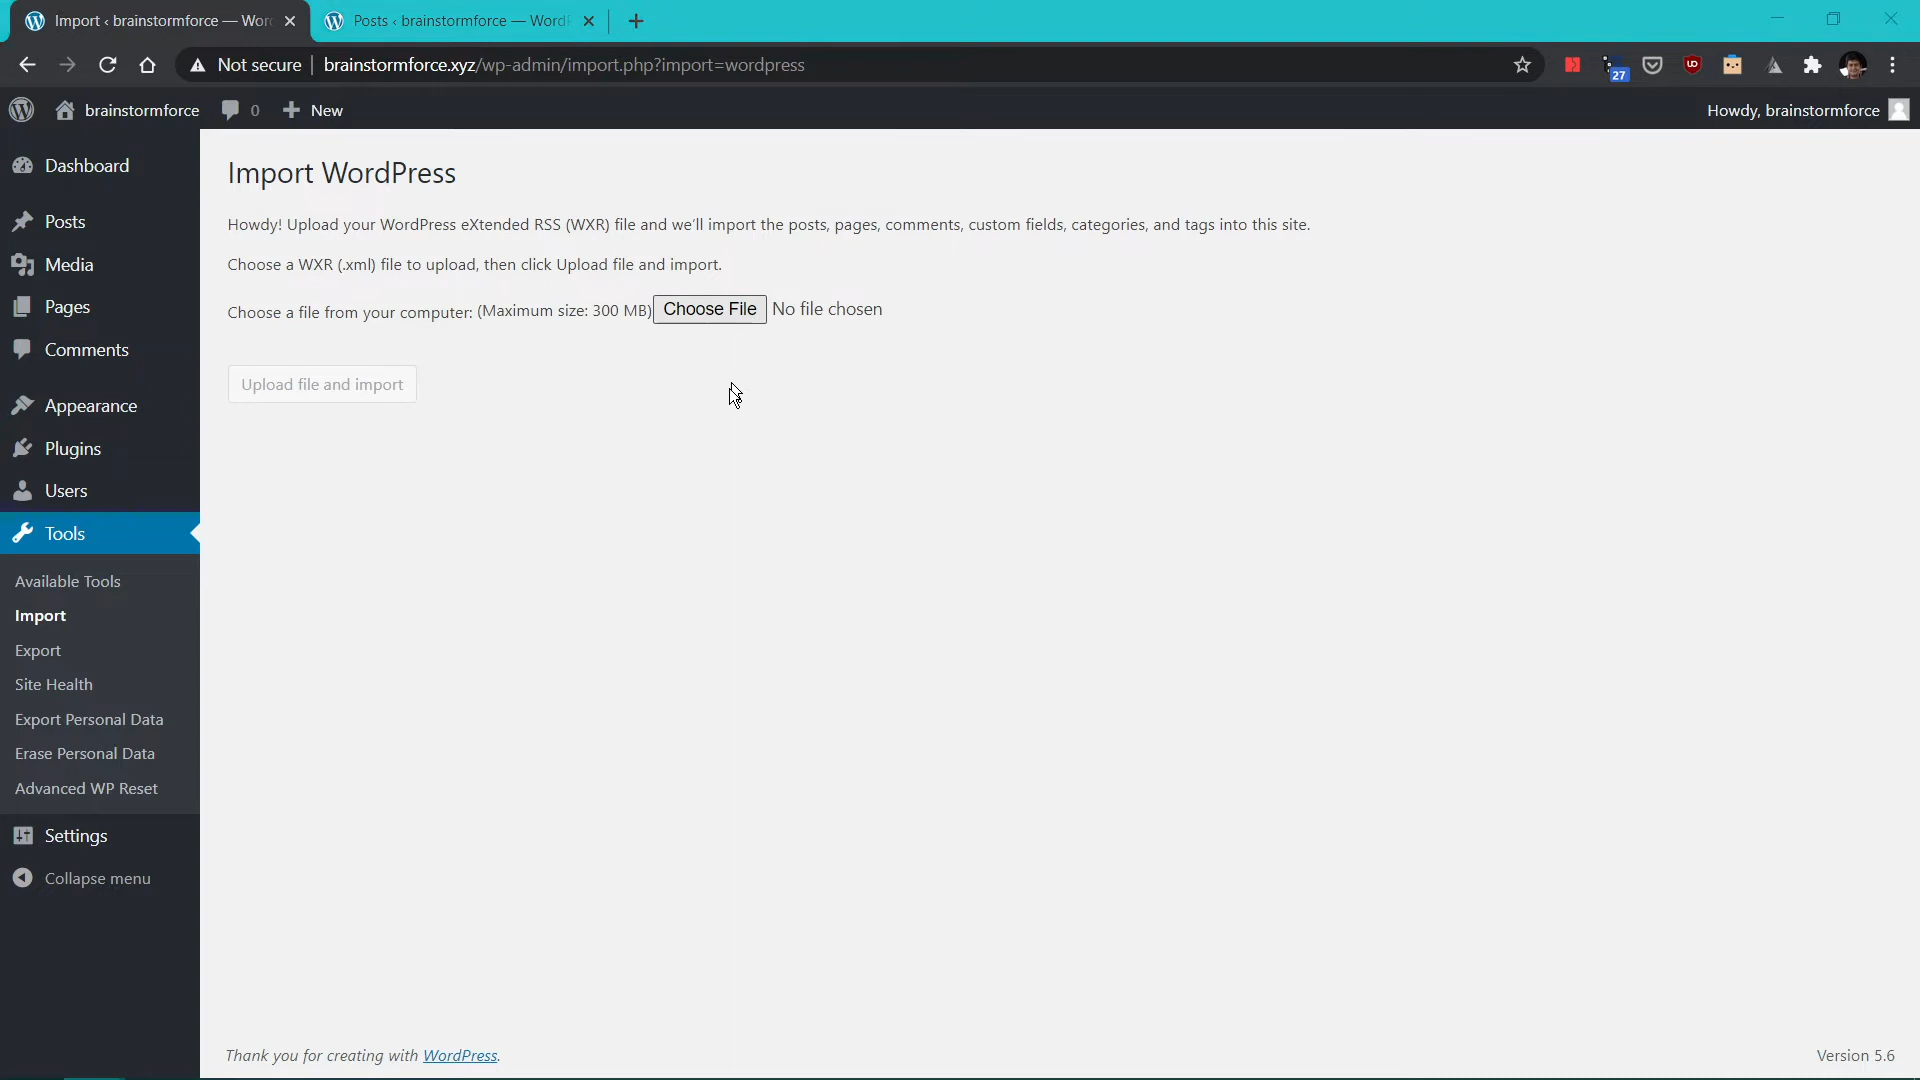 Import ‹ brainstormforce — Wor
Posts ‹ brainstormforce — Word
Not secure
brainstormforce.xyz/wp-admin/import.php?import=wordpress
27
brainstormforce
0
New
Howdy, brainstormforce
Dashboard
Posts
Media
Pages
Comments
Appearance
Plugins
Users
Tools
Available Tools
Import
Export
Site Health
Export Personal Data
Erase Personal Data
Advanced WP Reset
Settings
Collapse menu
Import WordPress
Howdy! Upload your WordPress eXtended RSS (WXR) file and we’ll import the posts, pages, comments, custom fields, categories, and tags into this site.
Choose a WXR (.xml) file to upload, then click Upload file and import.
Choose a file from your computer: (Maximum size: 300 MB) Choose File No file chosen
Upload file and import
Thank you for creating with WordPress.
Version 5.6